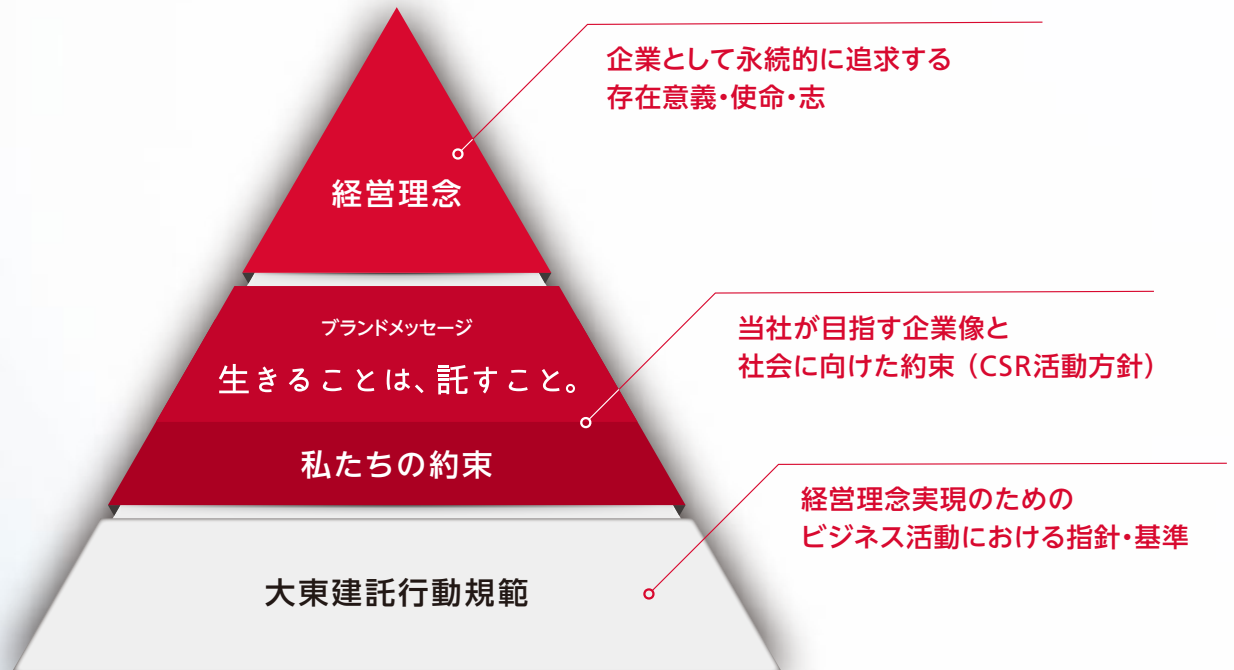 企業として永続的に追求する
存在意義・使命・志
経営理念
ブランドメッセージ
生きることは、託すこと。
当社が目指す企業像と
社会に向けた約束（CSR活動方針）
私たちの約束
経営理念実現のための
ビジネス活動における指針・基準
大東建託行動規範